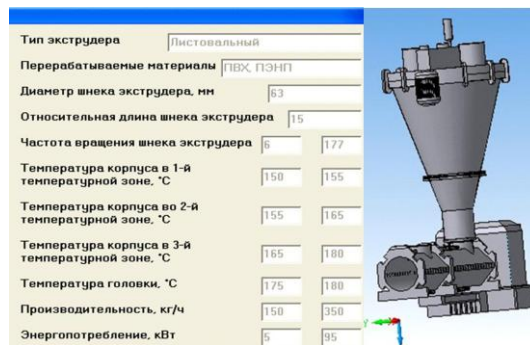 Тип экструдера Листовальный
Перерабатываемые материалы ПВХ, ПЭНП
Диаметр шнека экструдера, мм 63
Относительная длина шнека экструдера 15
Частота вращения шнека экструдера 6 177
Температура корпуса в 1-й
температурной зоне, °C 150 155
Температура корпуса во 2-й
температурной зоне, °C 155 165
Температура корпуса в 3-й
температурной зоне, °C 165 180
Температура головки, °C 175 180
Производительность, кг/ч 150 350
Энергопотребление, кВт 5 95